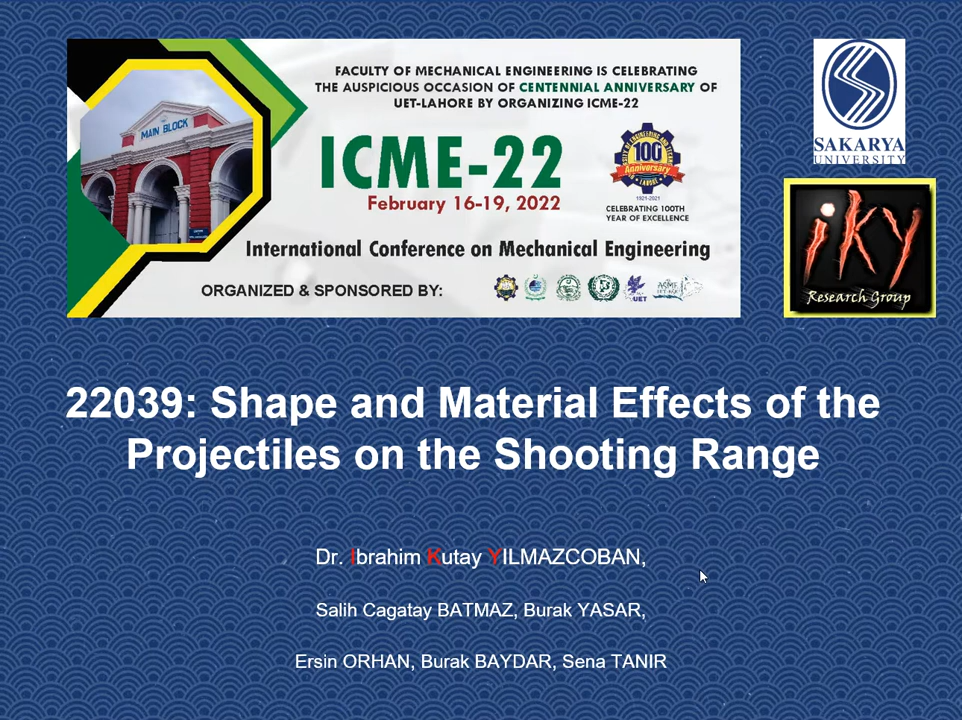 FACULTY OF MECHANICAL ENGINEERING IS CELEBRATING
THE AUSPICIOUS OCCASION OF CENTENNIAL ANNIVERSARY OF
UET-LAHORE BY ORGANIZING ICME-22
MAIN BLOCK
ICME-22
February 16-19, 2022
100
Anniversary
1921-2021
CELEBRATING 100TH
YEAR OF EXCELLENCE
International Conference on Mechanical Engineering
ORGANIZED & SPONSORED BY:
UET
SAKARYA
UNIVERSITY
iKY
Research Group
22039: Shape and Material Effects of the
Projectiles on the Shooting Range
Dr. Ibrahim Kutay YILMAZCOBAN,
Salih Cagatay BATMAZ, Burak YASAR,
Ersin ORHAN, Burak BAYDAR, Sena TANIR